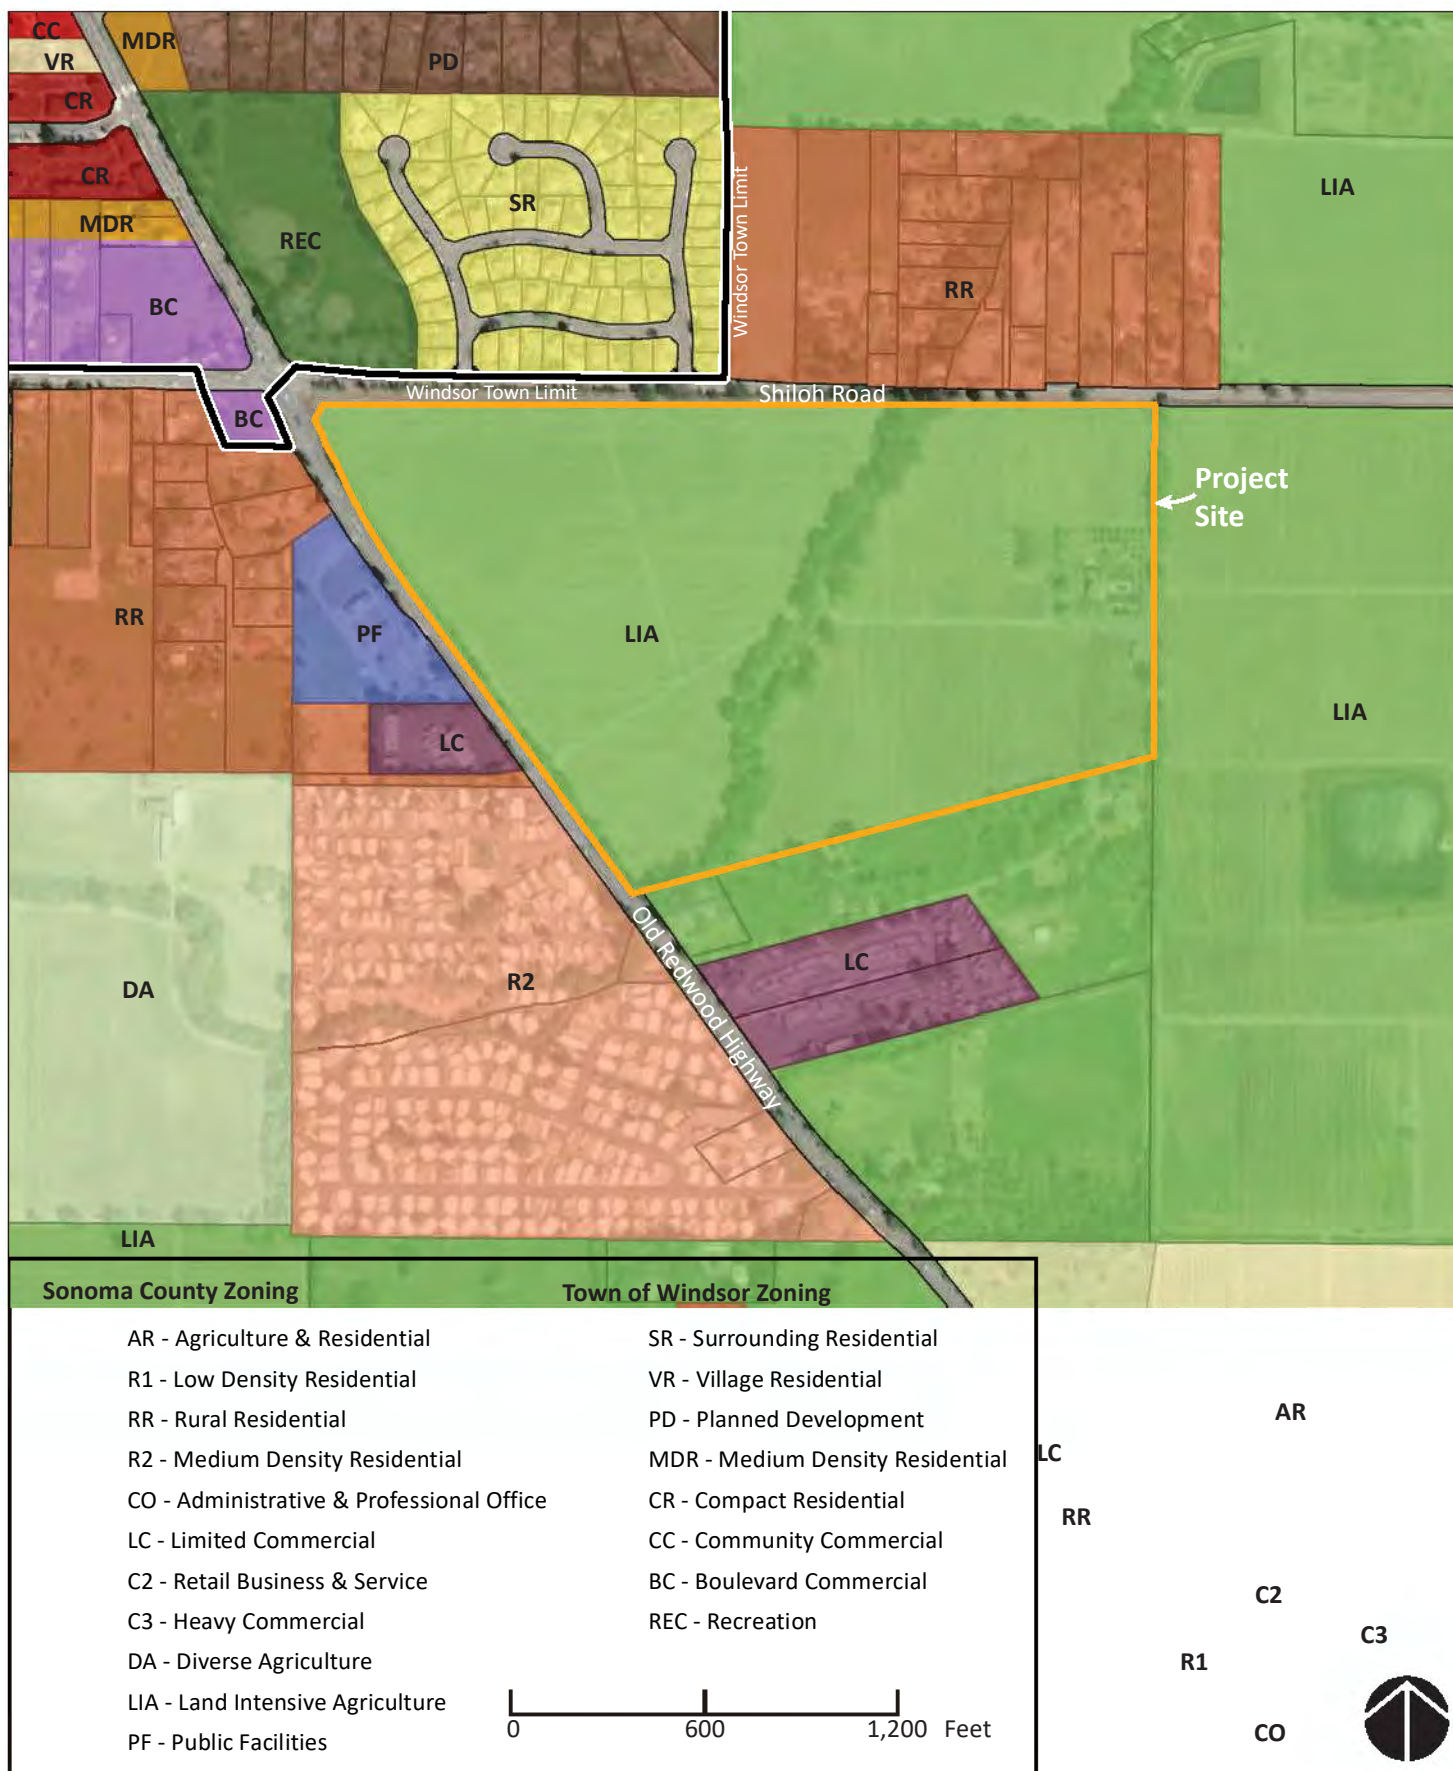 CC
MDR
VR
PD
CR
CR
LIA
SR
MDR
REC
Windsor Town Limit
RR
BC
Windsor Town Limit
Shiloh Road
BC
Project
Site
RR
PF
LIA
LIA
LC
LC
R2
DA
Old Redwood Highway
LIA
Sonoma County Zoning
AR - Agriculture & Residential
R1 - Low Density Residential
RR - Rural Residential
R2 - Medium Density Residential
CO - Administrative & Professional Office
LC - Limited Commercial
C2 - Retail Business & Service
C3 - Heavy Commercial
DA - Diverse Agriculture
LIA - Land Intensive Agriculture
PF - Public Facilities
Town of Windsor Zoning
SR - Surrounding Residential
VR - Village Residential
PD - Planned Development
MDR - Medium Density Residential
CR - Compact Residential
CC - Community Commercial
BC - Boulevard Commercial
REC - Recreation
0 600 1,200 Feet
AR
LC
RR
C2
C3
R1
CO